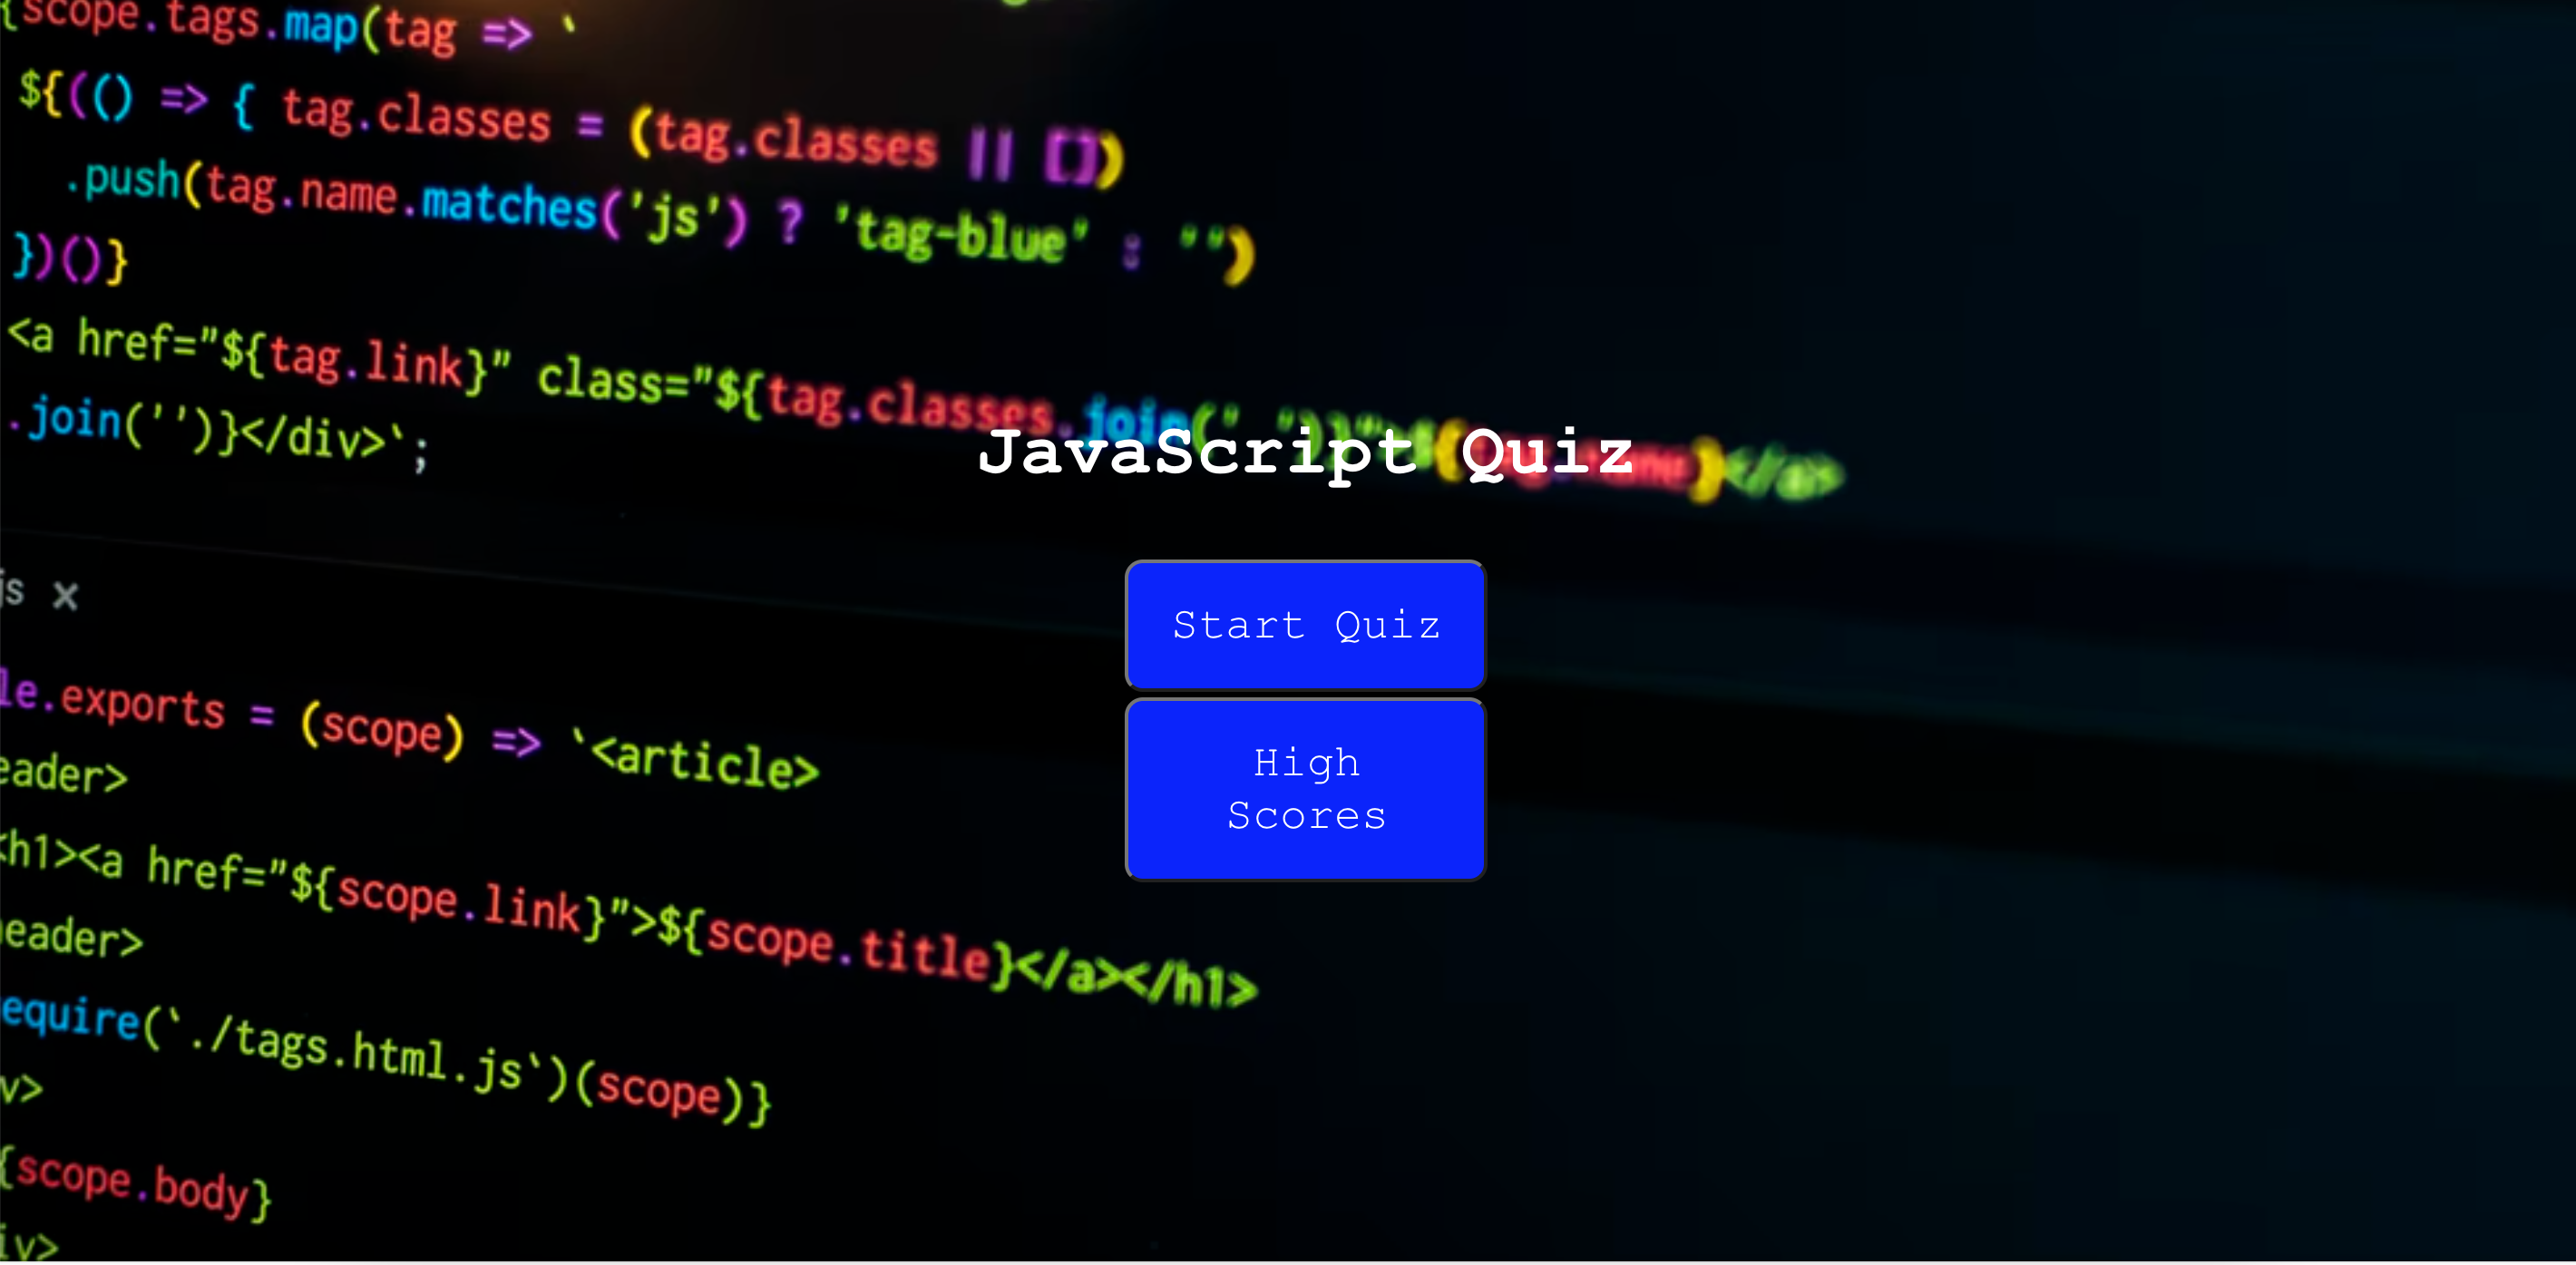 {scope.tags.map(tag => `
${(() => { tag.classes = (tag.classes || [])
.push(tag.name.matches('js') ? 'tag-blue' : '')
})()}
<a href="${tag.link}" class="${tag.classes.join(' ')}">${tag.name}</a>
.join('')}</div>`;
JavaScript Quiz
js x
Start Quiz
le.exports = (scope) => `<article>
eader>
High
Scores
<h1><a href="${scope.link}">${scope.title}</a></h1>
eader>
equire(`./tags.html.js`)(scope)}
v>
{scope.body}
iv>